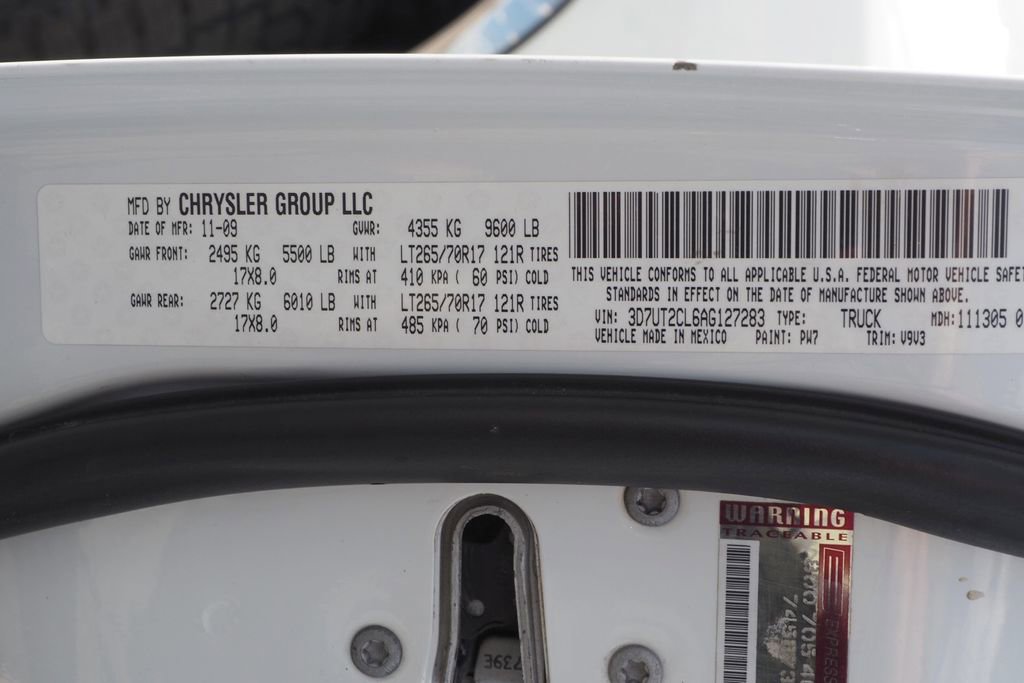 MFD BY CHRYSLER GROUP LLC
DATE OF MFR: 11-09 GVWR: 4355 KG 9600 LB
GAWR FRONT: 2495 KG 5500 LB WITH LT265/70R17 121R TIRES
17X8.0 RIMS AT 410 KPA ( 60 PSI) COLD
GAWR REAR: 2727 KG 6010 LB WITH LT265/70R17 121R TIRES
17X8.0 RIMS AT 485 KPA ( 70 PSI) COLD
THIS VEHICLE CONFORMS TO ALL APPLICABLE U.S.A. FEDERAL MOTOR VEHICLE SAFET
STANDARDS IN EFFECT ON THE DATE OF MANUFACTURE SHOWN ABOVE.
VIN: 3D7UT2CL6AG127283 TYPE: TRUCK MDH: 111305 0
VEHICLE MADE IN MEXICO PAINT: PW7 TRIM: V9V3
WARNING
TRACEABLE
EXPRESS
739E